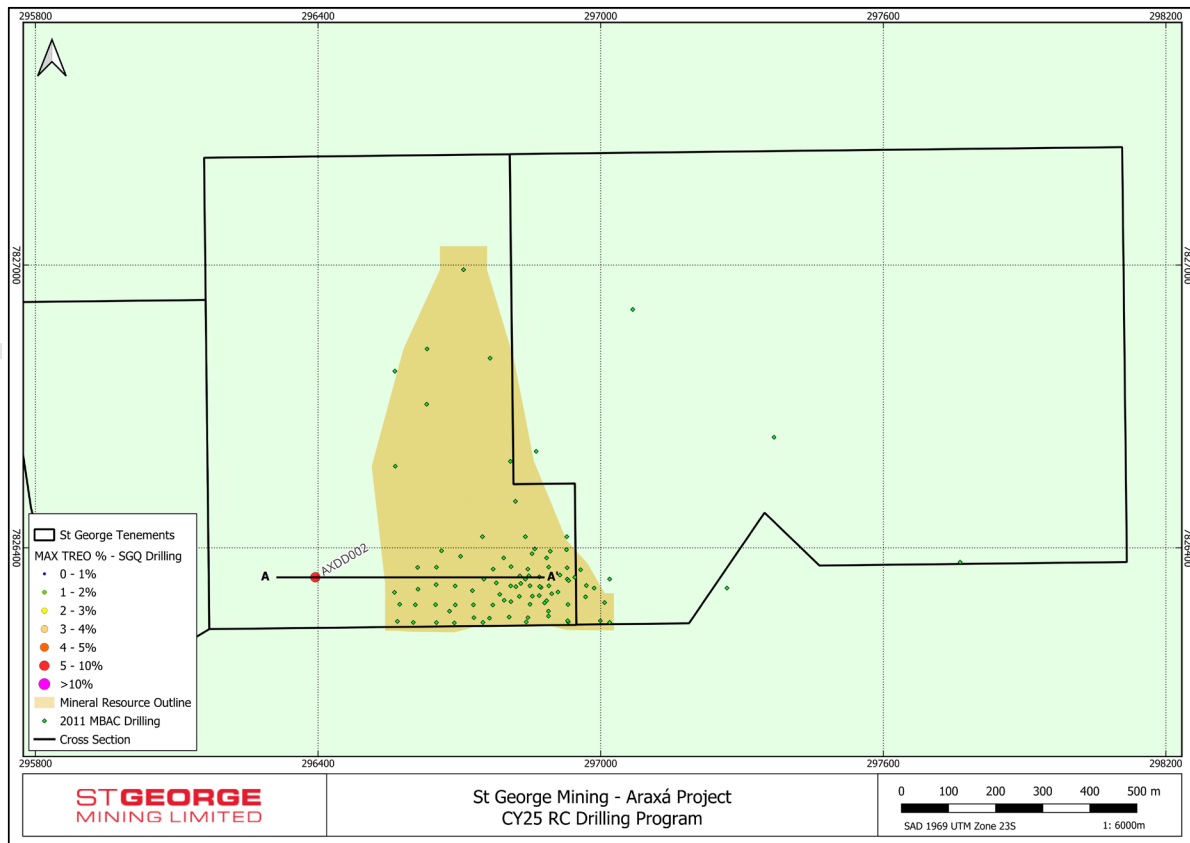 295800 296400 297000 297600 298200
7827000 7827000
7826400 7826400
AXDD002
A A'
St George Tenements
MAX TREO % - SGQ Drilling
0 - 1%
1 - 2%
2 - 3%
3 - 4%
4 - 5%
5 - 10%
>10%
Mineral Resource Outline
2011 MBAC Drilling
Cross Section
295800 296400 297000 297600 298200
ST GEORGE
MINING LIMITED
St George Mining - Araxá Project
CY25 RC Drilling Program
0 100 200 300 400 500 m
SAD 1969 UTM Zone 23S 1: 6000m